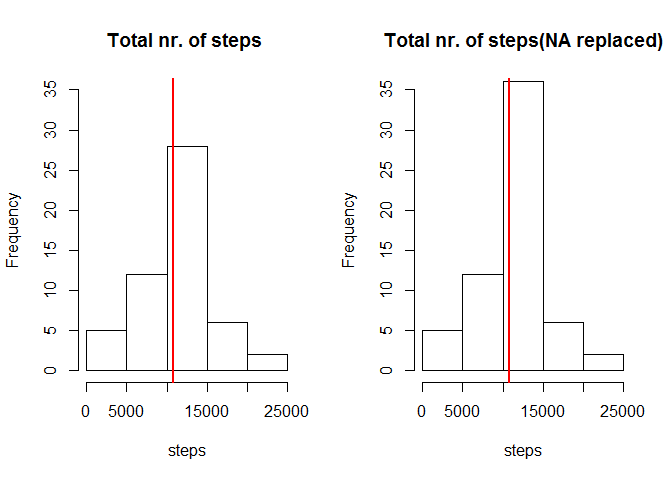 Total nr. of steps
Frequency
0 5 10 15 20 25 30 35
0 5000 15000 25000
steps
Total nr. of steps(NA replaced)
Frequency
0 5 10 15 20 25 30 35
0 5000 15000 25000
steps